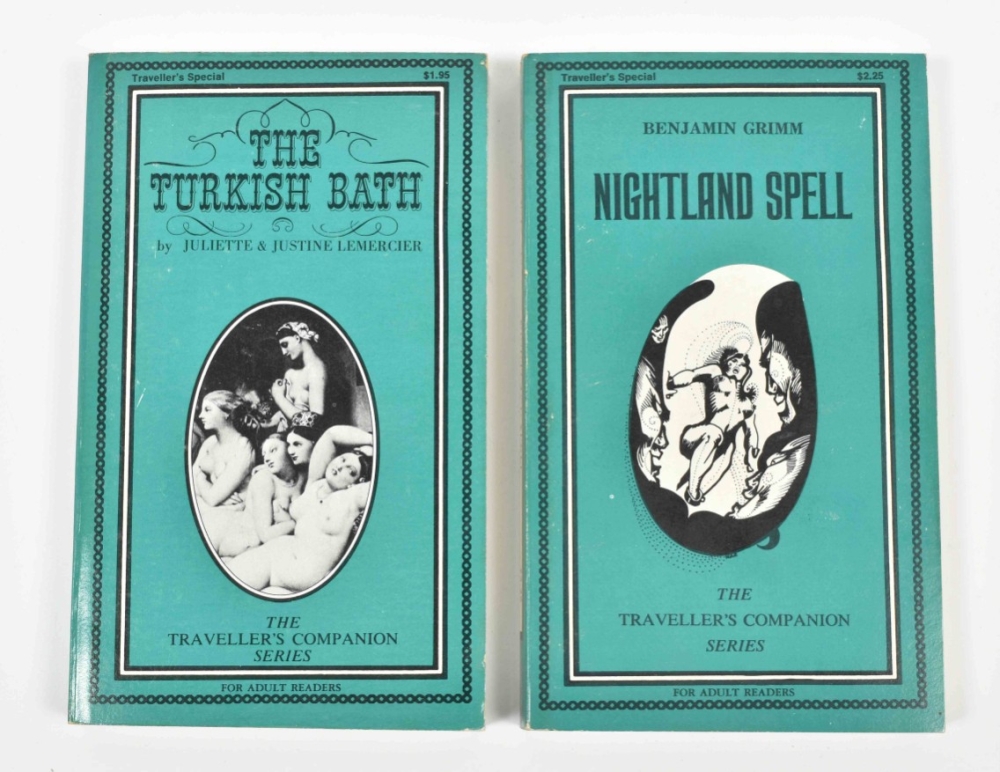 Traveller's Special $1.95
THE
TURKISH BATH
by JULIETTE & JUSTINE LEMERCIER
THE
TRAVELLER'S COMPANION
SERIES
FOR ADULT READERS
Traveller's Special $2.25
BENJAMIN GRIMM
NIGHTLAND SPELL
THE
TRAVELLER'S COMPANION
SERIES
FOR ADULT READERS